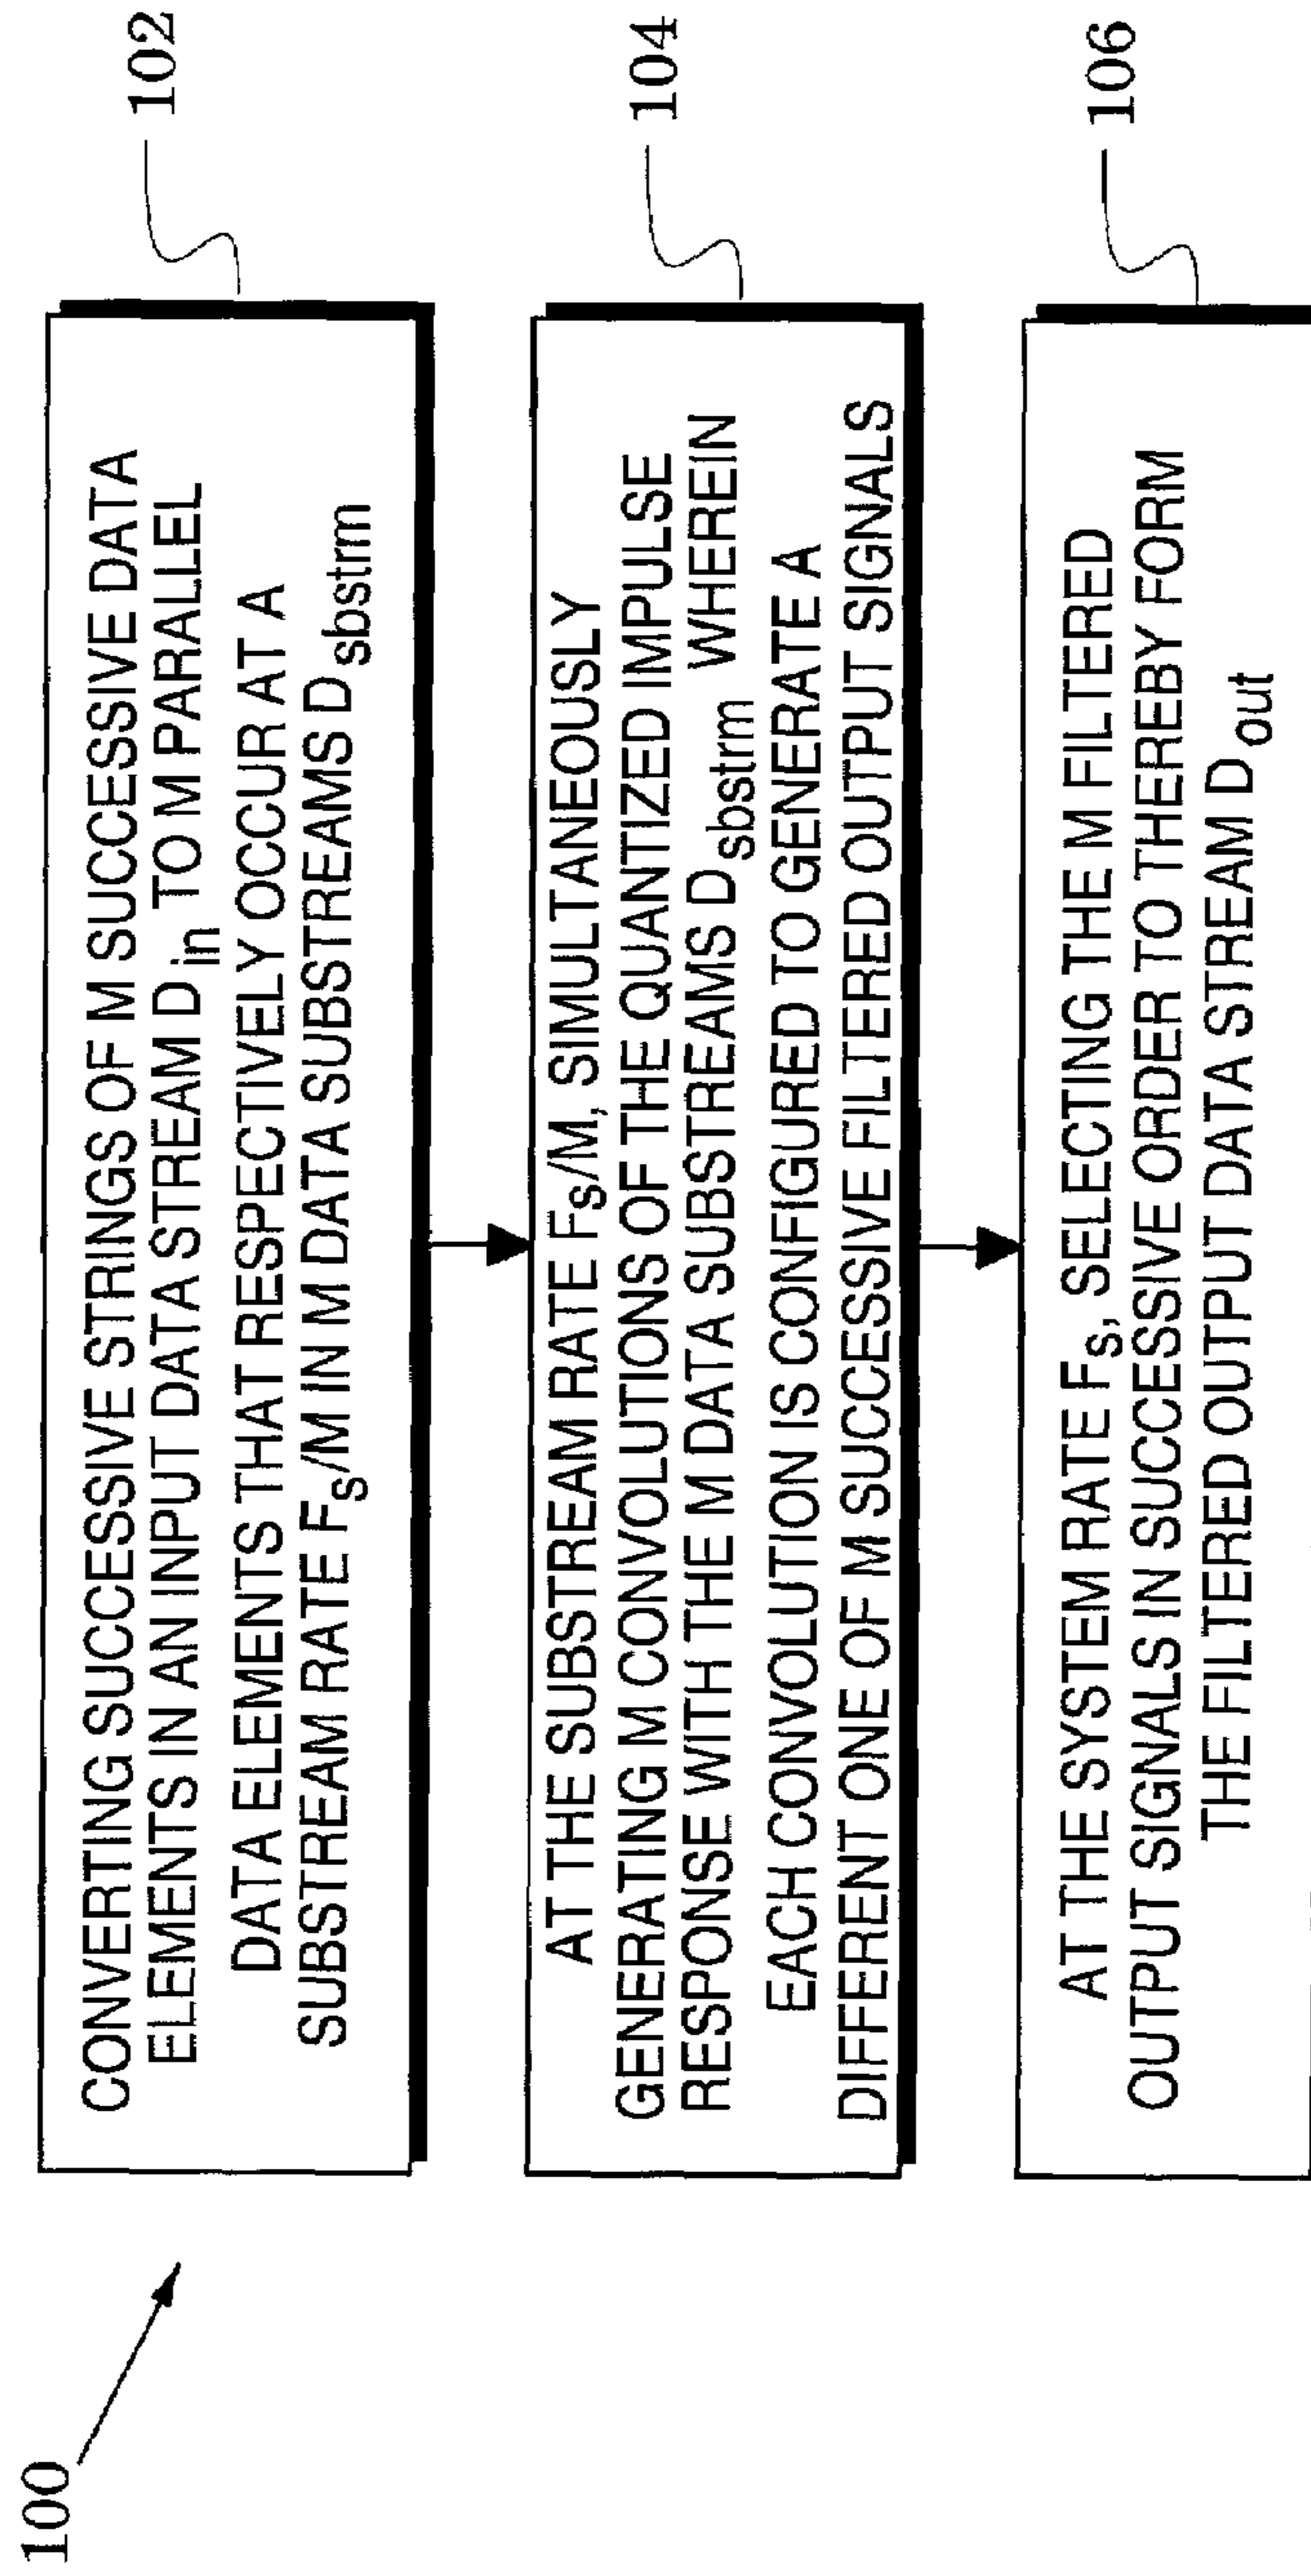 100
CONVERTING SUCCESSIVE STRINGS OF M SUCCESSIVE DATA
ELEMENTS IN AN INPUT DATA STREAM Din TO M PARALLEL
DATA ELEMENTS THAT RESPECTIVELY OCCUR AT A
SUBSTREAM RATE Fs/M IN M DATA SUBSTREAMS Dsbstrm
102
AT THE SUBSTREAM RATE Fs/M, SIMULTANEOUSLY
GENERATING M CONVOLUTIONS OF THE QUANTIZED IMPULSE
RESPONSE WITH THE M DATA SUBSTREAMS Dsbstrm WHEREIN
EACH CONVOLUTION IS CONFIGURED TO GENERATE A
DIFFERENT ONE OF M SUCCESSIVE FILTERED OUTPUT SIGNALS
104
AT THE SYSTEM RATE Fs, SELECTING THE M FILTERED
OUTPUT SIGNALS IN SUCCESSIVE ORDER TO THEREBY FORM
THE FILTERED OUTPUT DATA STREAM Dout
106